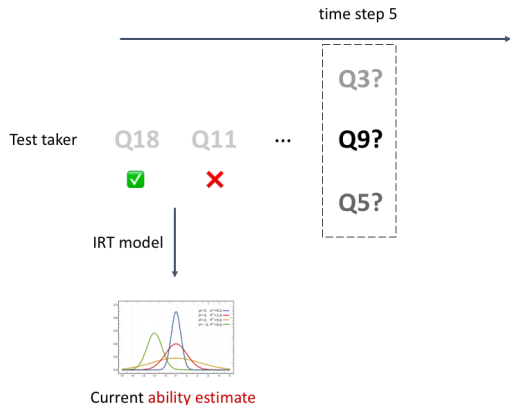 time step 5
Q3?
Test taker Q18 Q11 ... Q9?
Q5?
IRT model
Current ability estimate